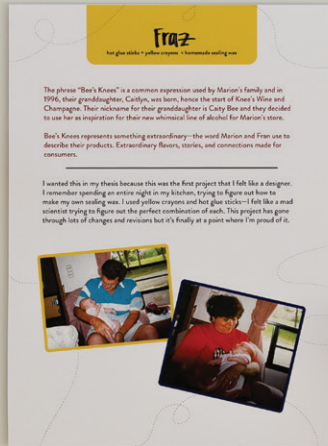 Fraz
hot glue sticks + yellow crayons = homemade sealing wax
The phrase "Bee's Knees" is a common expression used by Marion's family and in
1996, their granddaughter, Caitlyn, was born, hence the start of Knee's Wine and
Champagne. Their nickname for their granddaughter is Caity Bee and they decided
to use her as inspiration for their new whimsical line of alcohol for Marion's store.
Bee's Knees represents something extraordinary—the word Marion and Fran use to
describe their products. Extraordinary flavors, stories, and connections made for
consumers.
I wanted this in my thesis because this was the first project that I felt like a designer.
I remember spending an entire night in my kitchen, trying to figure out how to
make my own sealing wax. I used yellow crayons and hot glue sticks—I felt like a mad
scientist trying to figure out the perfect combination of each. This project has gone
through lots of changes and revisions but it's finally at a point where I'm proud of it.